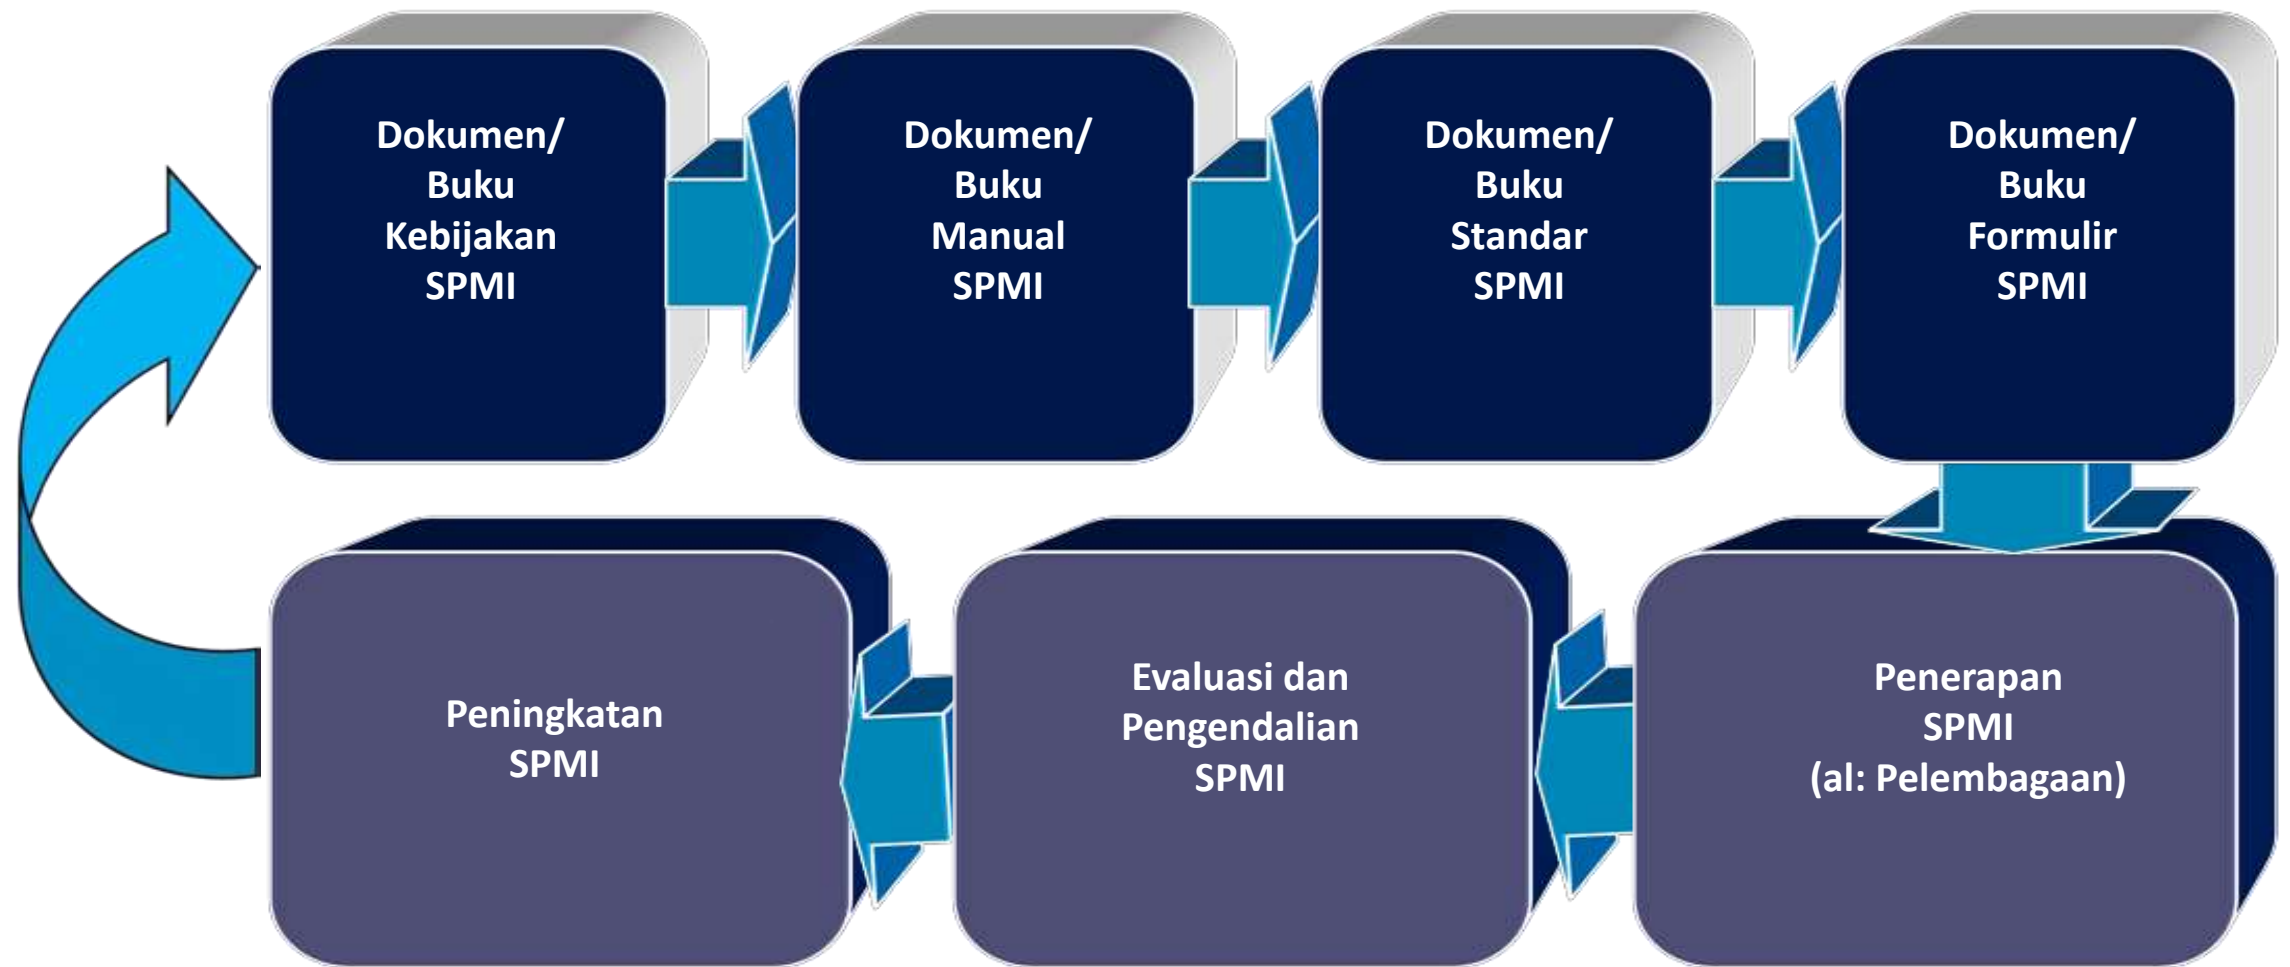 Dokumen/
Buku
Kebijakan
SPMI
Dokumen/
Buku
Manual
SPMI
Dokumen/
Buku
Standar
SPMI
Dokumen/
Buku
Formulir
SPMI
Peningkatan
SPMI
Evaluasi dan
Pengendalian
SPMI
Penerapan
SPMI
(al: Pelembagaan)